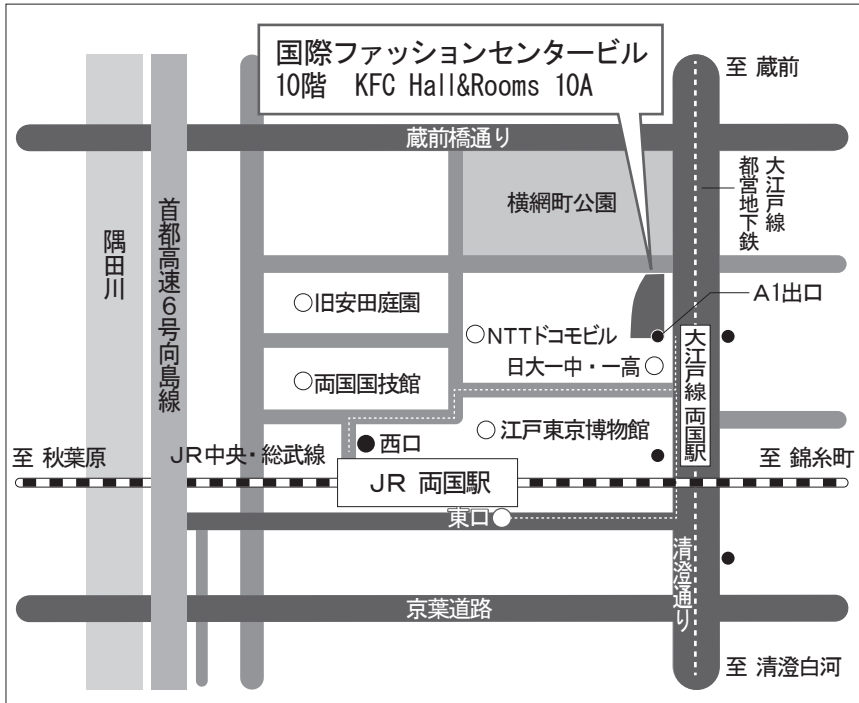 国際ファッションセンタービル
10階 KFC Hall&Rooms 10A
至 蔵前
蔵前橋通り
大江戸線
都営地下鉄
横網町公園
隅田川
首都高速6号向島線
旧安田庭園
A1出口
NTTドコモビル
大江戸線 両国駅
日大一中・一高
両国国技館
江戸東京博物館
西口
至 秋葉原
JR中央・総武線
至 錦糸町
JR 両国駅
東口
清澄通り
京葉道路
至 清澄白河